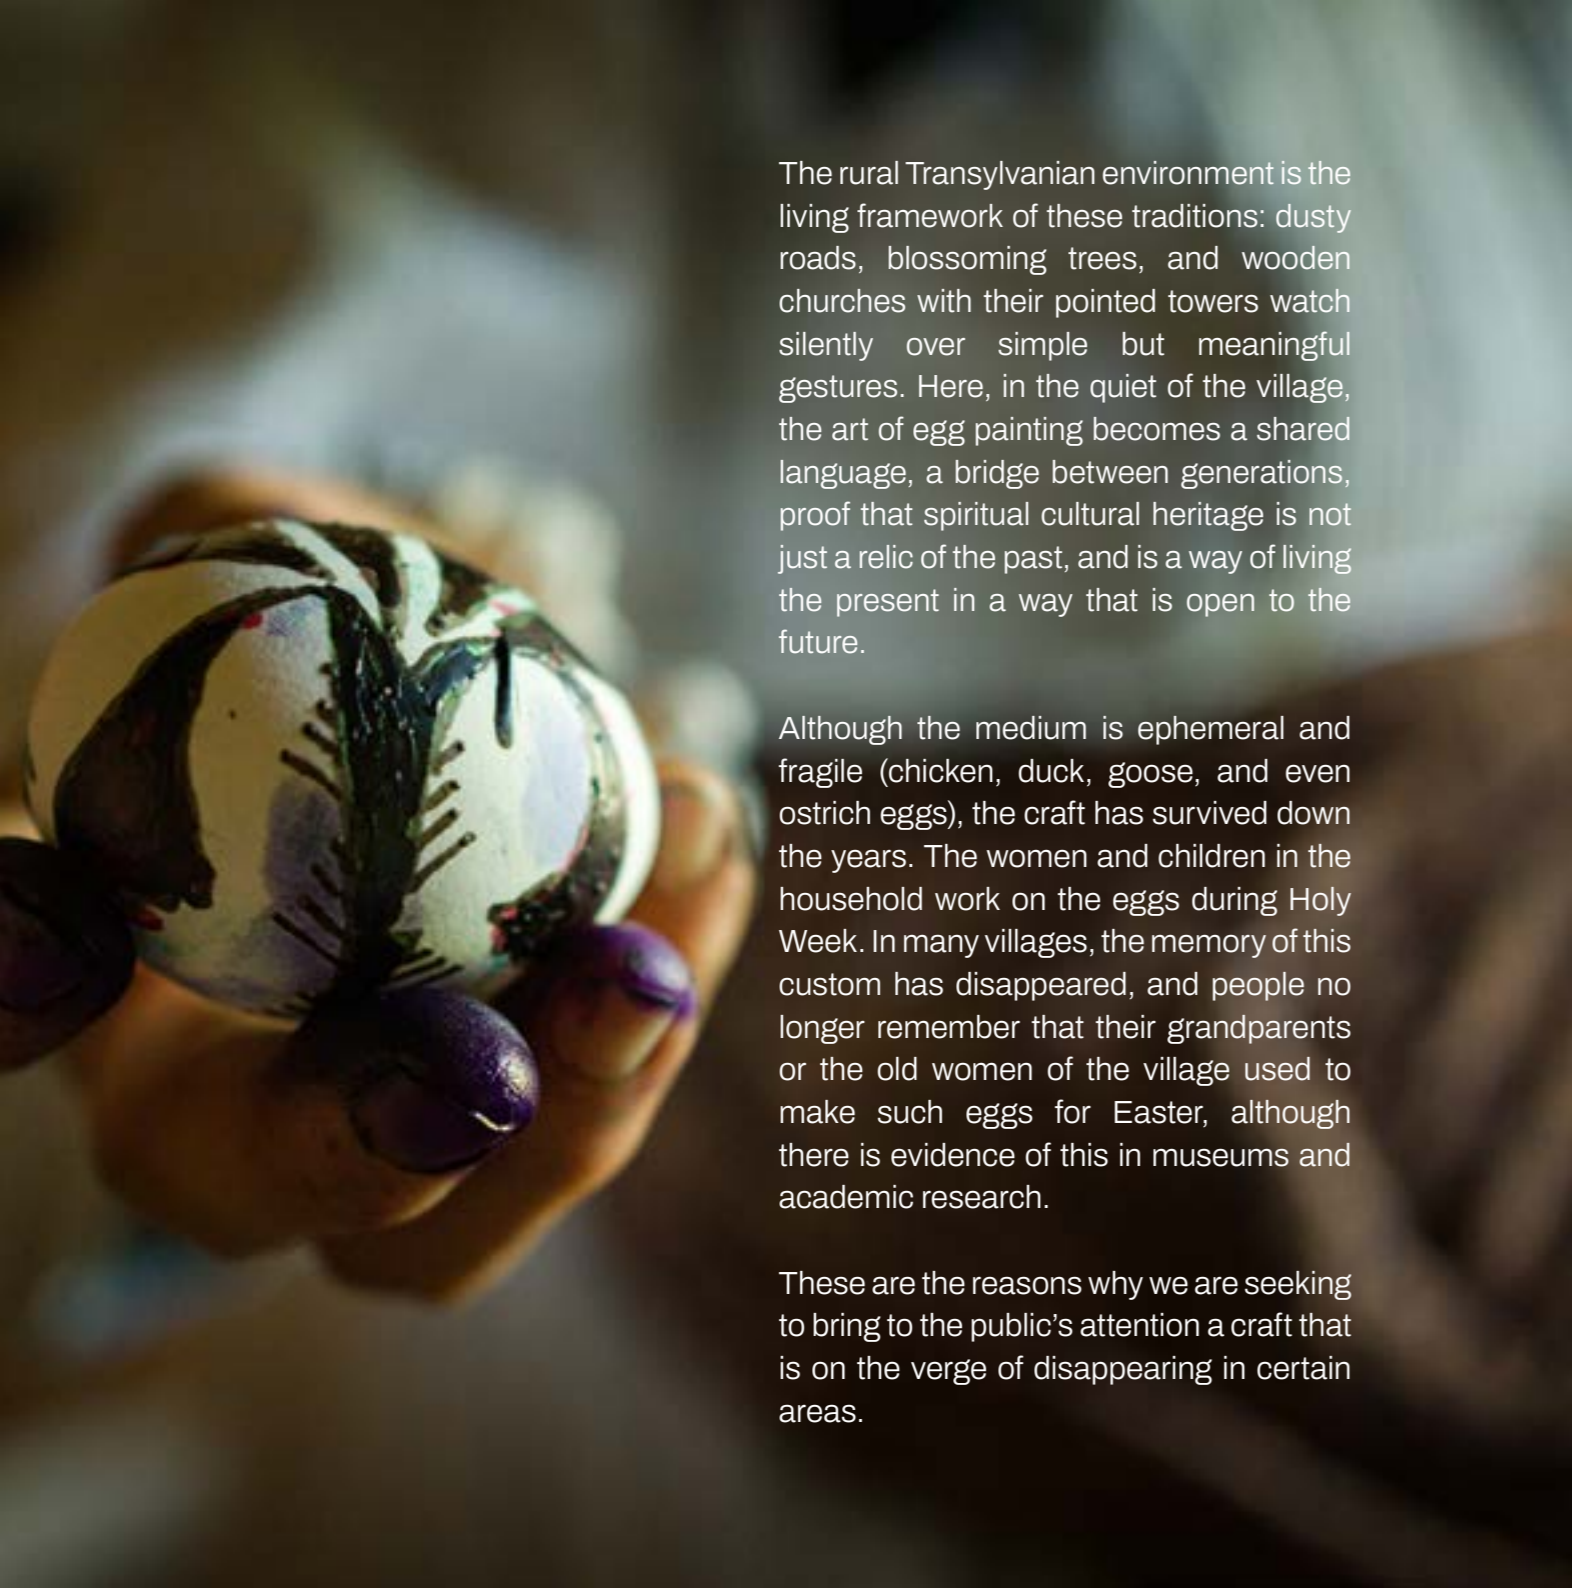 The rural Transylvanian environment is the
living framework of these traditions: dusty
roads, blossoming trees, and wooden
churches with their pointed towers watch
silently over simple but meaningful
gestures. Here, in the quiet of the village,
the art of egg painting becomes a shared
language, a bridge between generations,
proof that spiritual cultural heritage is not
just a relic of the past, and is a way of living
the present in a way that is open to the
future.
Although the medium is ephemeral and
fragile (chicken, duck, goose, and even
ostrich eggs), the craft has survived down
the years. The women and children in the
household work on the eggs during Holy
Week. In many villages, the memory of this
custom has disappeared, and people no
longer remember that their grandparents
or the old women of the village used to
make such eggs for Easter, although
there is evidence of this in museums and
academic research.
These are the reasons why we are seeking
to bring to the public’s attention a craft that
is on the verge of disappearing in certain
areas.